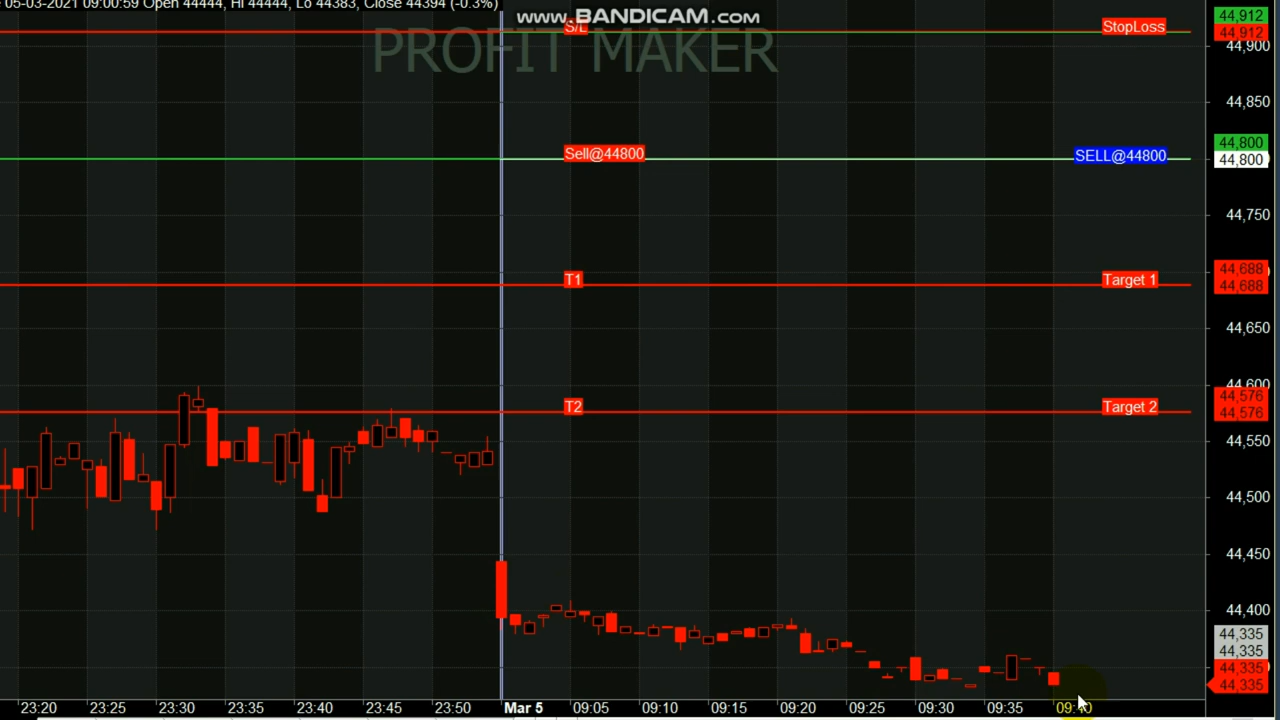 05-03-2021 09:00:59 Open 44444, Hi 44444, Lo 44383, Close 44394 (-0.3%)
www.BANDICAM.com
PROFIT MAKER
S/L
StopLoss
44,912
44,912
44,900
44,850
Sell@44800
SELL@44800
44,800
44,800
44,750
T1
Target 1
44,688
44,688
44,650
44,600
T2
Target 2
44,576
44,576
44,550
44,500
44,450
44,400
44,335
44,335
44,335
44,335
23:20 23:25 23:30 23:35 23:40 23:45 23:50 Mar 5 09:05 09:10 09:15 09:20 09:25 09:30 09:35 09:40